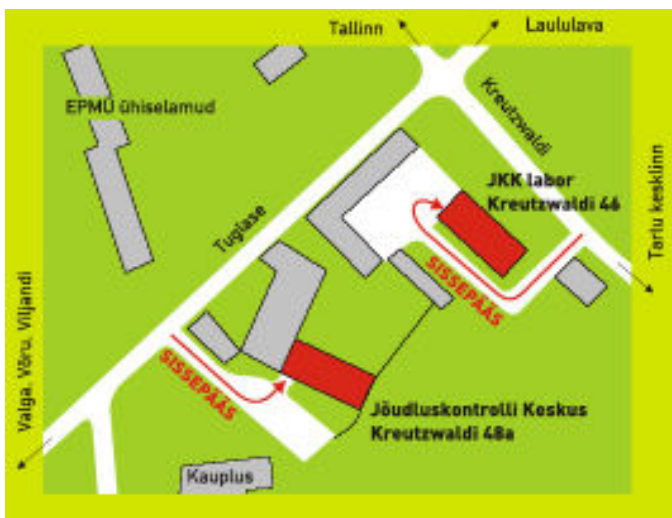 Tallinn
Laululava
EPMÜ ühiselamud
Kreutzwaldi
Tartu kesklinn
JKK labor
Kreutzwaldi 46
Tuglase
SISSEPÄÄS
SISSEPÄÄS
Valga, Võru, Viljandi
Jõudluskontrolli Keskus
Kreutzwaldi 48a
Kauplus